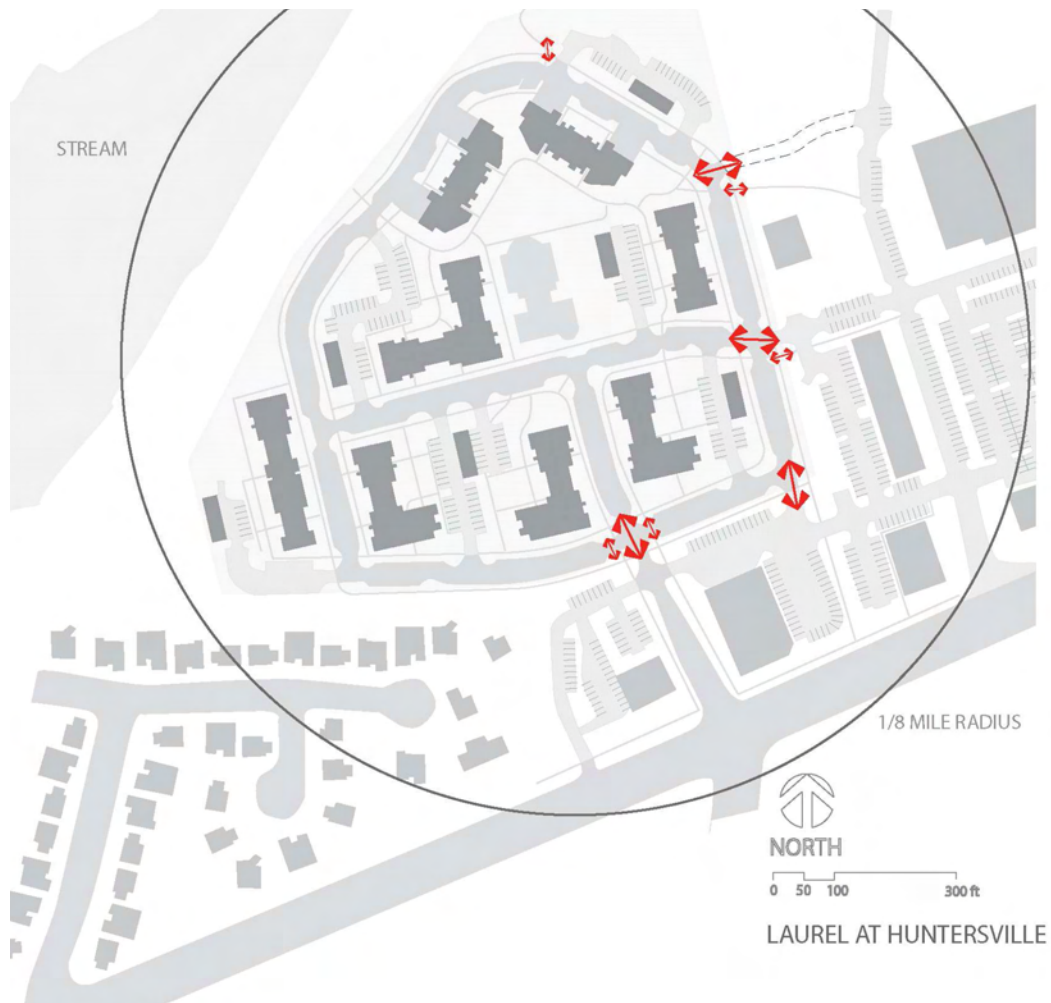 STREAM
1/8 MILE RADIUS
NORTH
0 50 100 300 ft
LAUREL AT HUNTERSVILLE